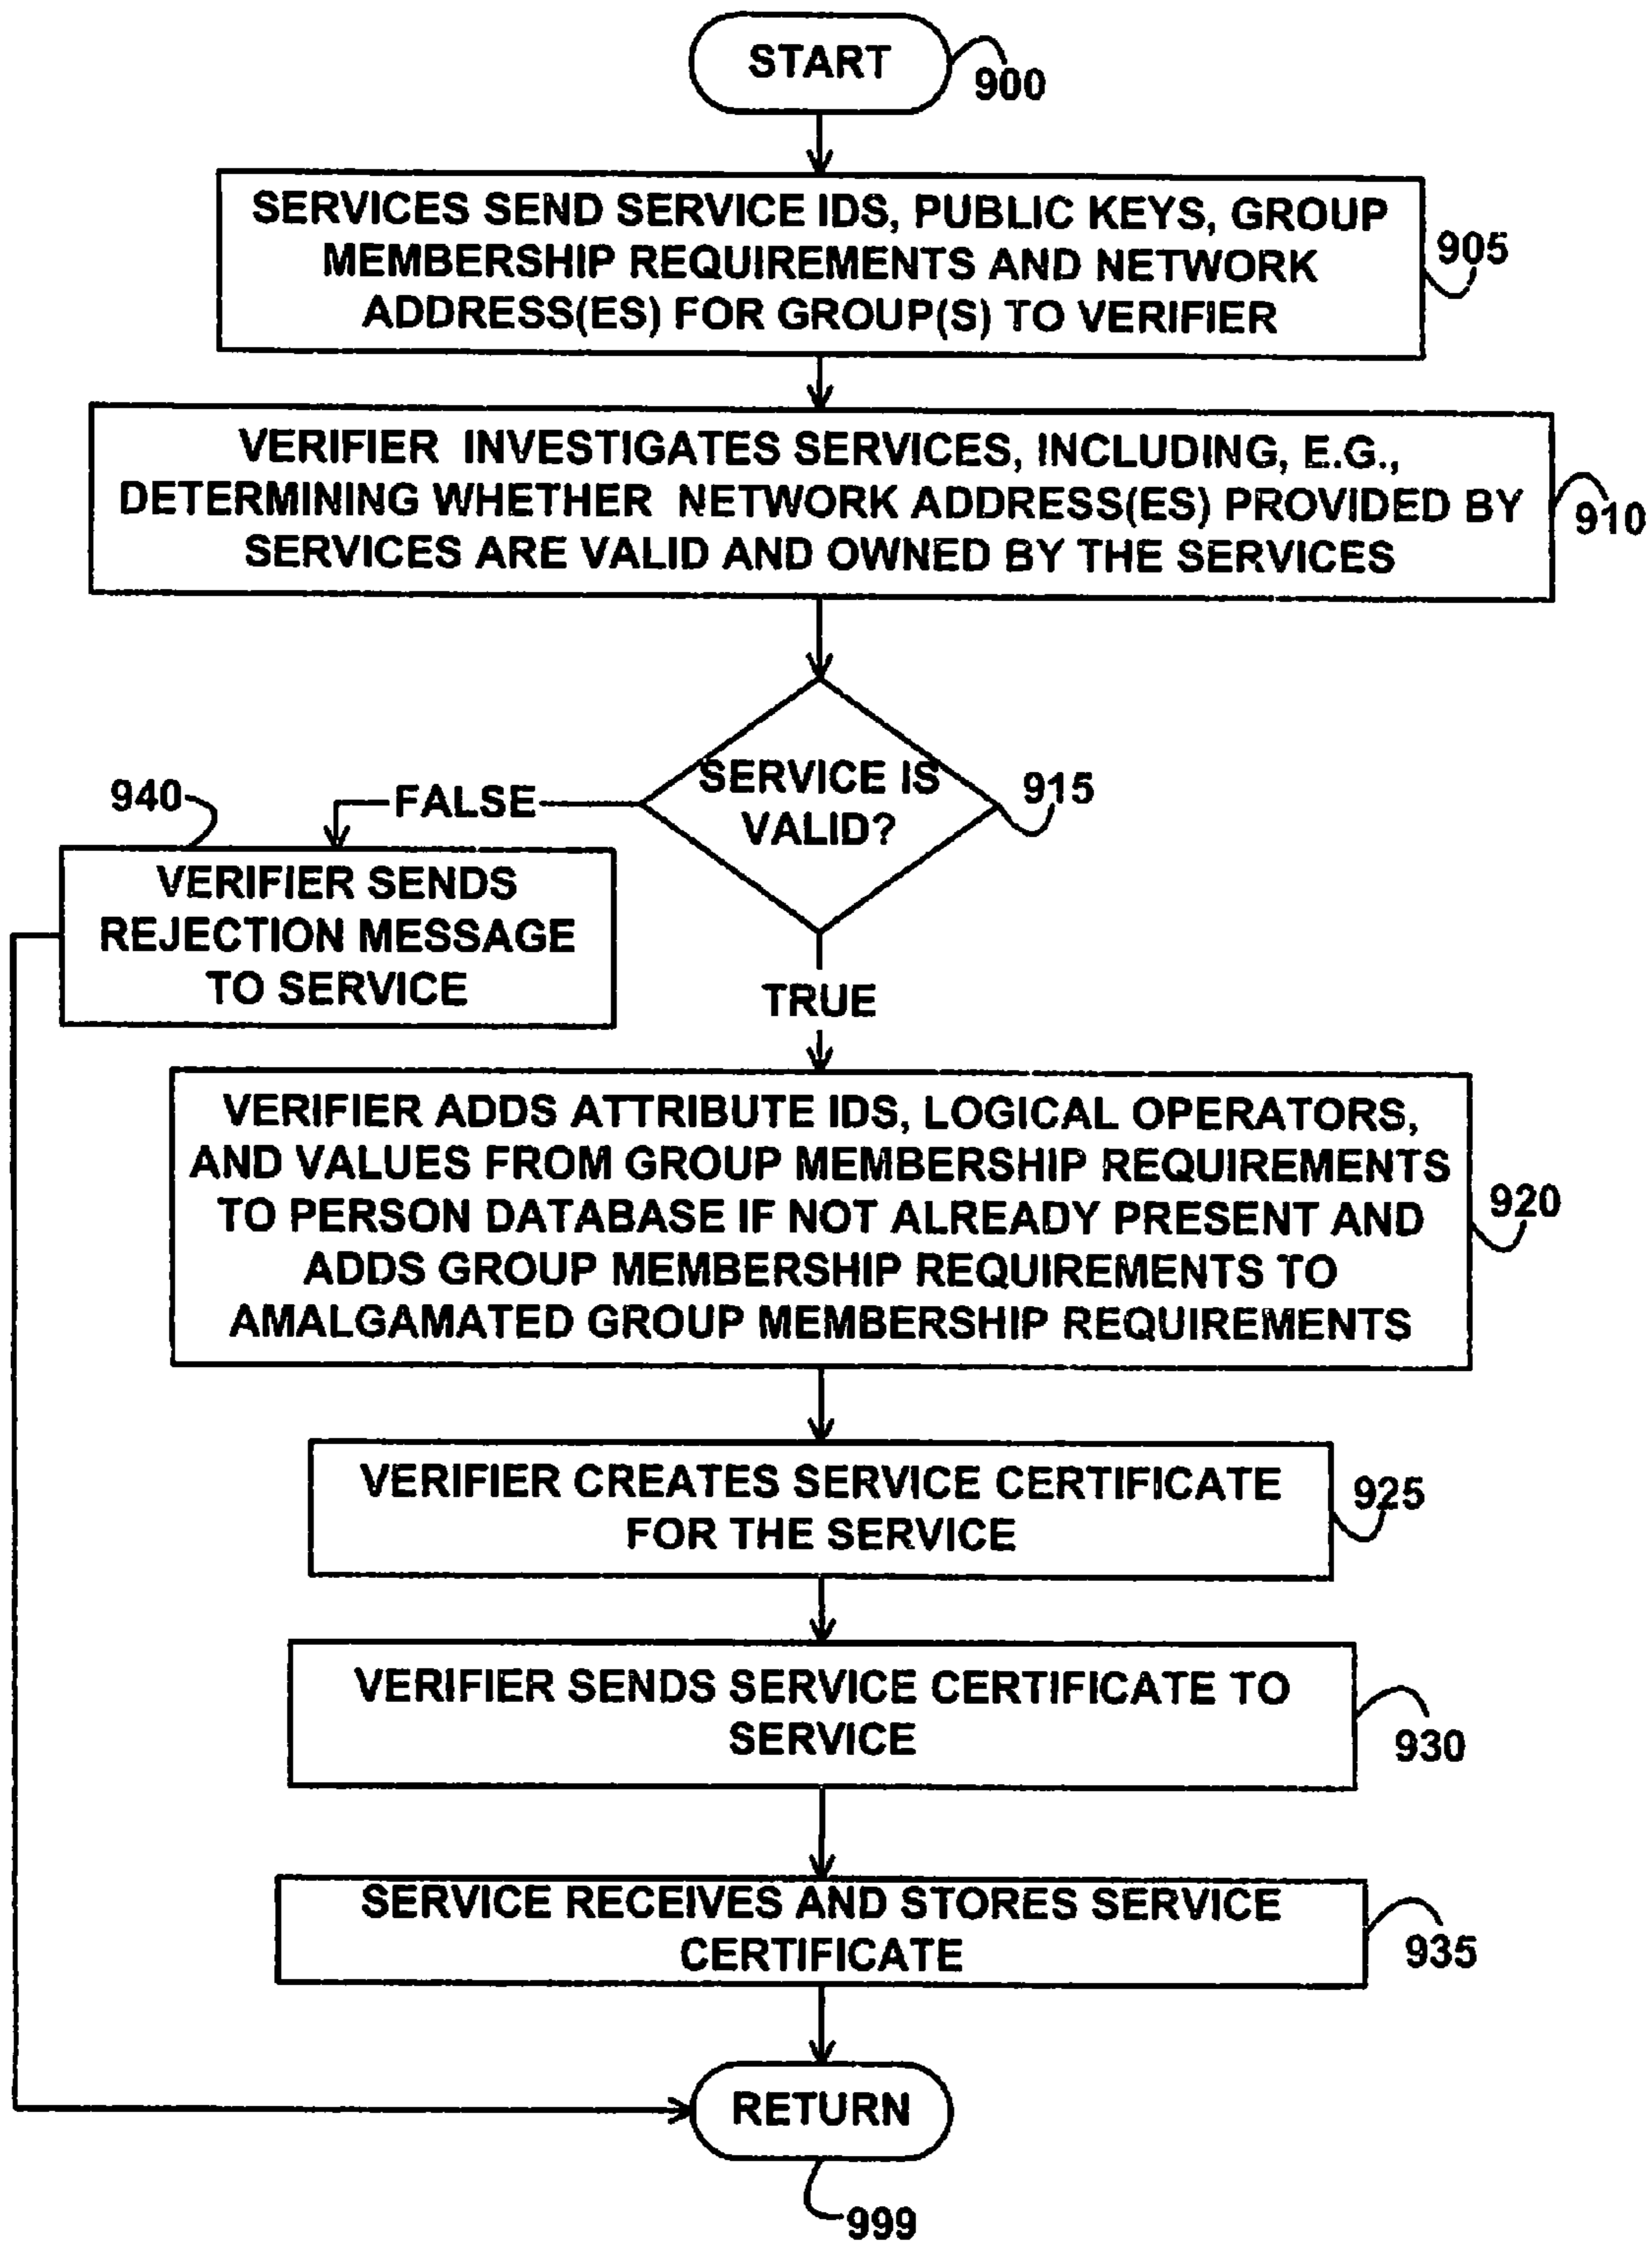 START
900
SERVICES SEND SERVICE IDS, PUBLIC KEYS, GROUP
MEMBERSHIP REQUIREMENTS AND NETWORK
ADDRESS(ES) FOR GROUP(S) TO VERIFIER
905
VERIFIER INVESTIGATES SERVICES, INCLUDING, E.G.,
DETERMINING WHETHER NETWORK ADDRESS(ES) PROVIDED BY
SERVICES ARE VALID AND OWNED BY THE SERVICES
910
SERVICE IS
VALID?
915
FALSE
940
VERIFIER SENDS
REJECTION MESSAGE
TO SERVICE
TRUE
VERIFIER ADDS ATTRIBUTE IDS, LOGICAL OPERATORS,
AND VALUES FROM GROUP MEMBERSHIP REQUIREMENTS
TO PERSON DATABASE IF NOT ALREADY PRESENT AND
ADDS GROUP MEMBERSHIP REQUIREMENTS TO
AMALGAMATED GROUP MEMBERSHIP REQUIREMENTS
920
VERIFIER CREATES SERVICE CERTIFICATE
FOR THE SERVICE
925
VERIFIER SENDS SERVICE CERTIFICATE TO
SERVICE
930
SERVICE RECEIVES AND STORES SERVICE
CERTIFICATE
935
RETURN
999